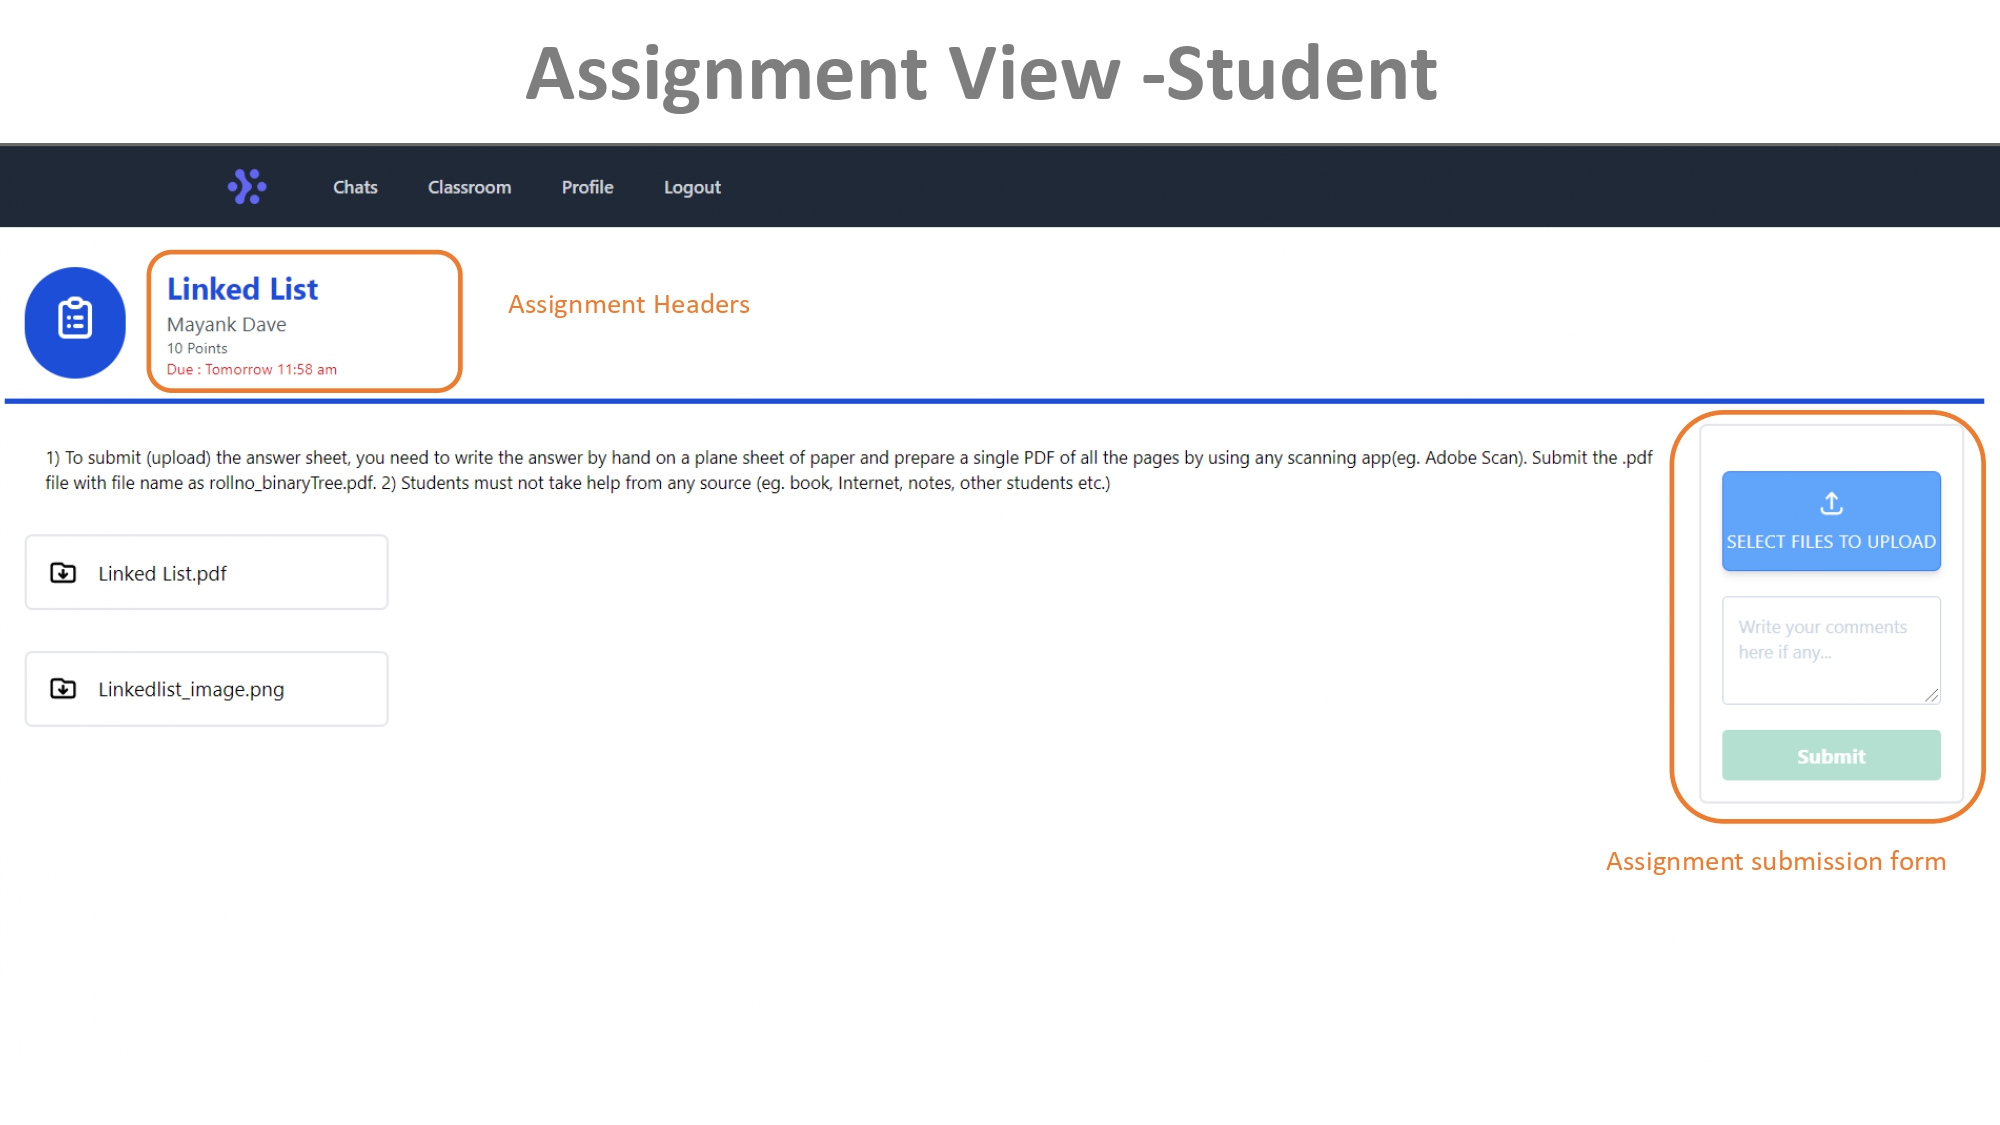 Assignment View -Student
Chats Classroom Profile Logout
Linked List
Mayank Dave
10 Points
Due : Tomorrow 11:58 am
Assignment Headers
1) To submit (upload) the answer sheet, you need to write the answer by hand on a plane sheet of paper and prepare a single PDF of all the pages by using any scanning app(eg. Adobe Scan). Submit the .pdf
file with file name as rollno_binaryTree.pdf. 2) Students must not take help from any source (eg. book, Internet, notes, other students etc.)
Linked List.pdf
Linkedlist_image.png
SELECT FILES TO UPLOAD
Write your comments
here if any...
Submit
Assignment submission form